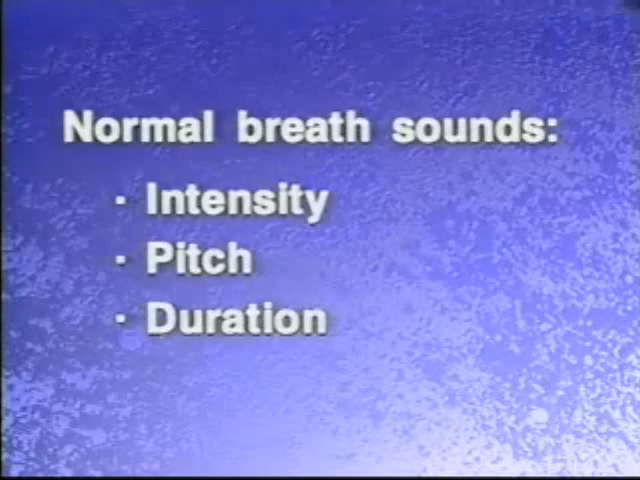 Normal breath sounds:
· Intensity
· Pitch
· Duration